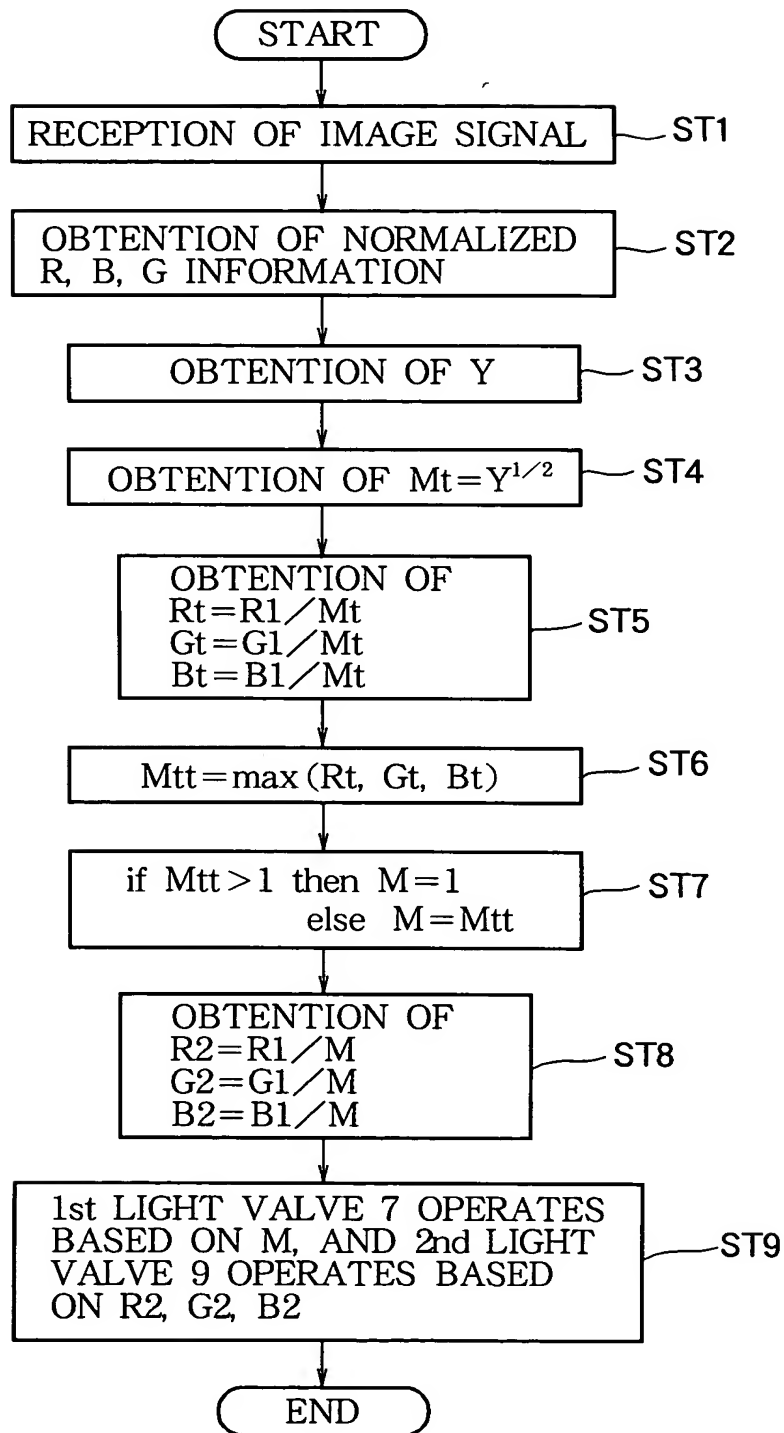 START
RECEPTION OF IMAGE SIGNAL
ST1
OBTENTION OF NORMALIZED
R, B, G INFORMATION
ST2
OBTENTION OF Y
ST3
OBTENTION OF Mt=Y^1/2
ST4
OBTENTION OF
Rt=R1/Mt
Gt=G1/Mt
Bt=B1/Mt
ST5
Mtt=max(Rt, Gt, Bt)
ST6
if Mtt>1 then M=1
else M=Mtt
ST7
OBTENTION OF
R2=R1/M
G2=G1/M
B2=B1/M
ST8
1st LIGHT VALVE 7 OPERATES
BASED ON M, AND 2nd LIGHT
VALVE 9 OPERATES BASED
ON R2, G2, B2
ST9
END